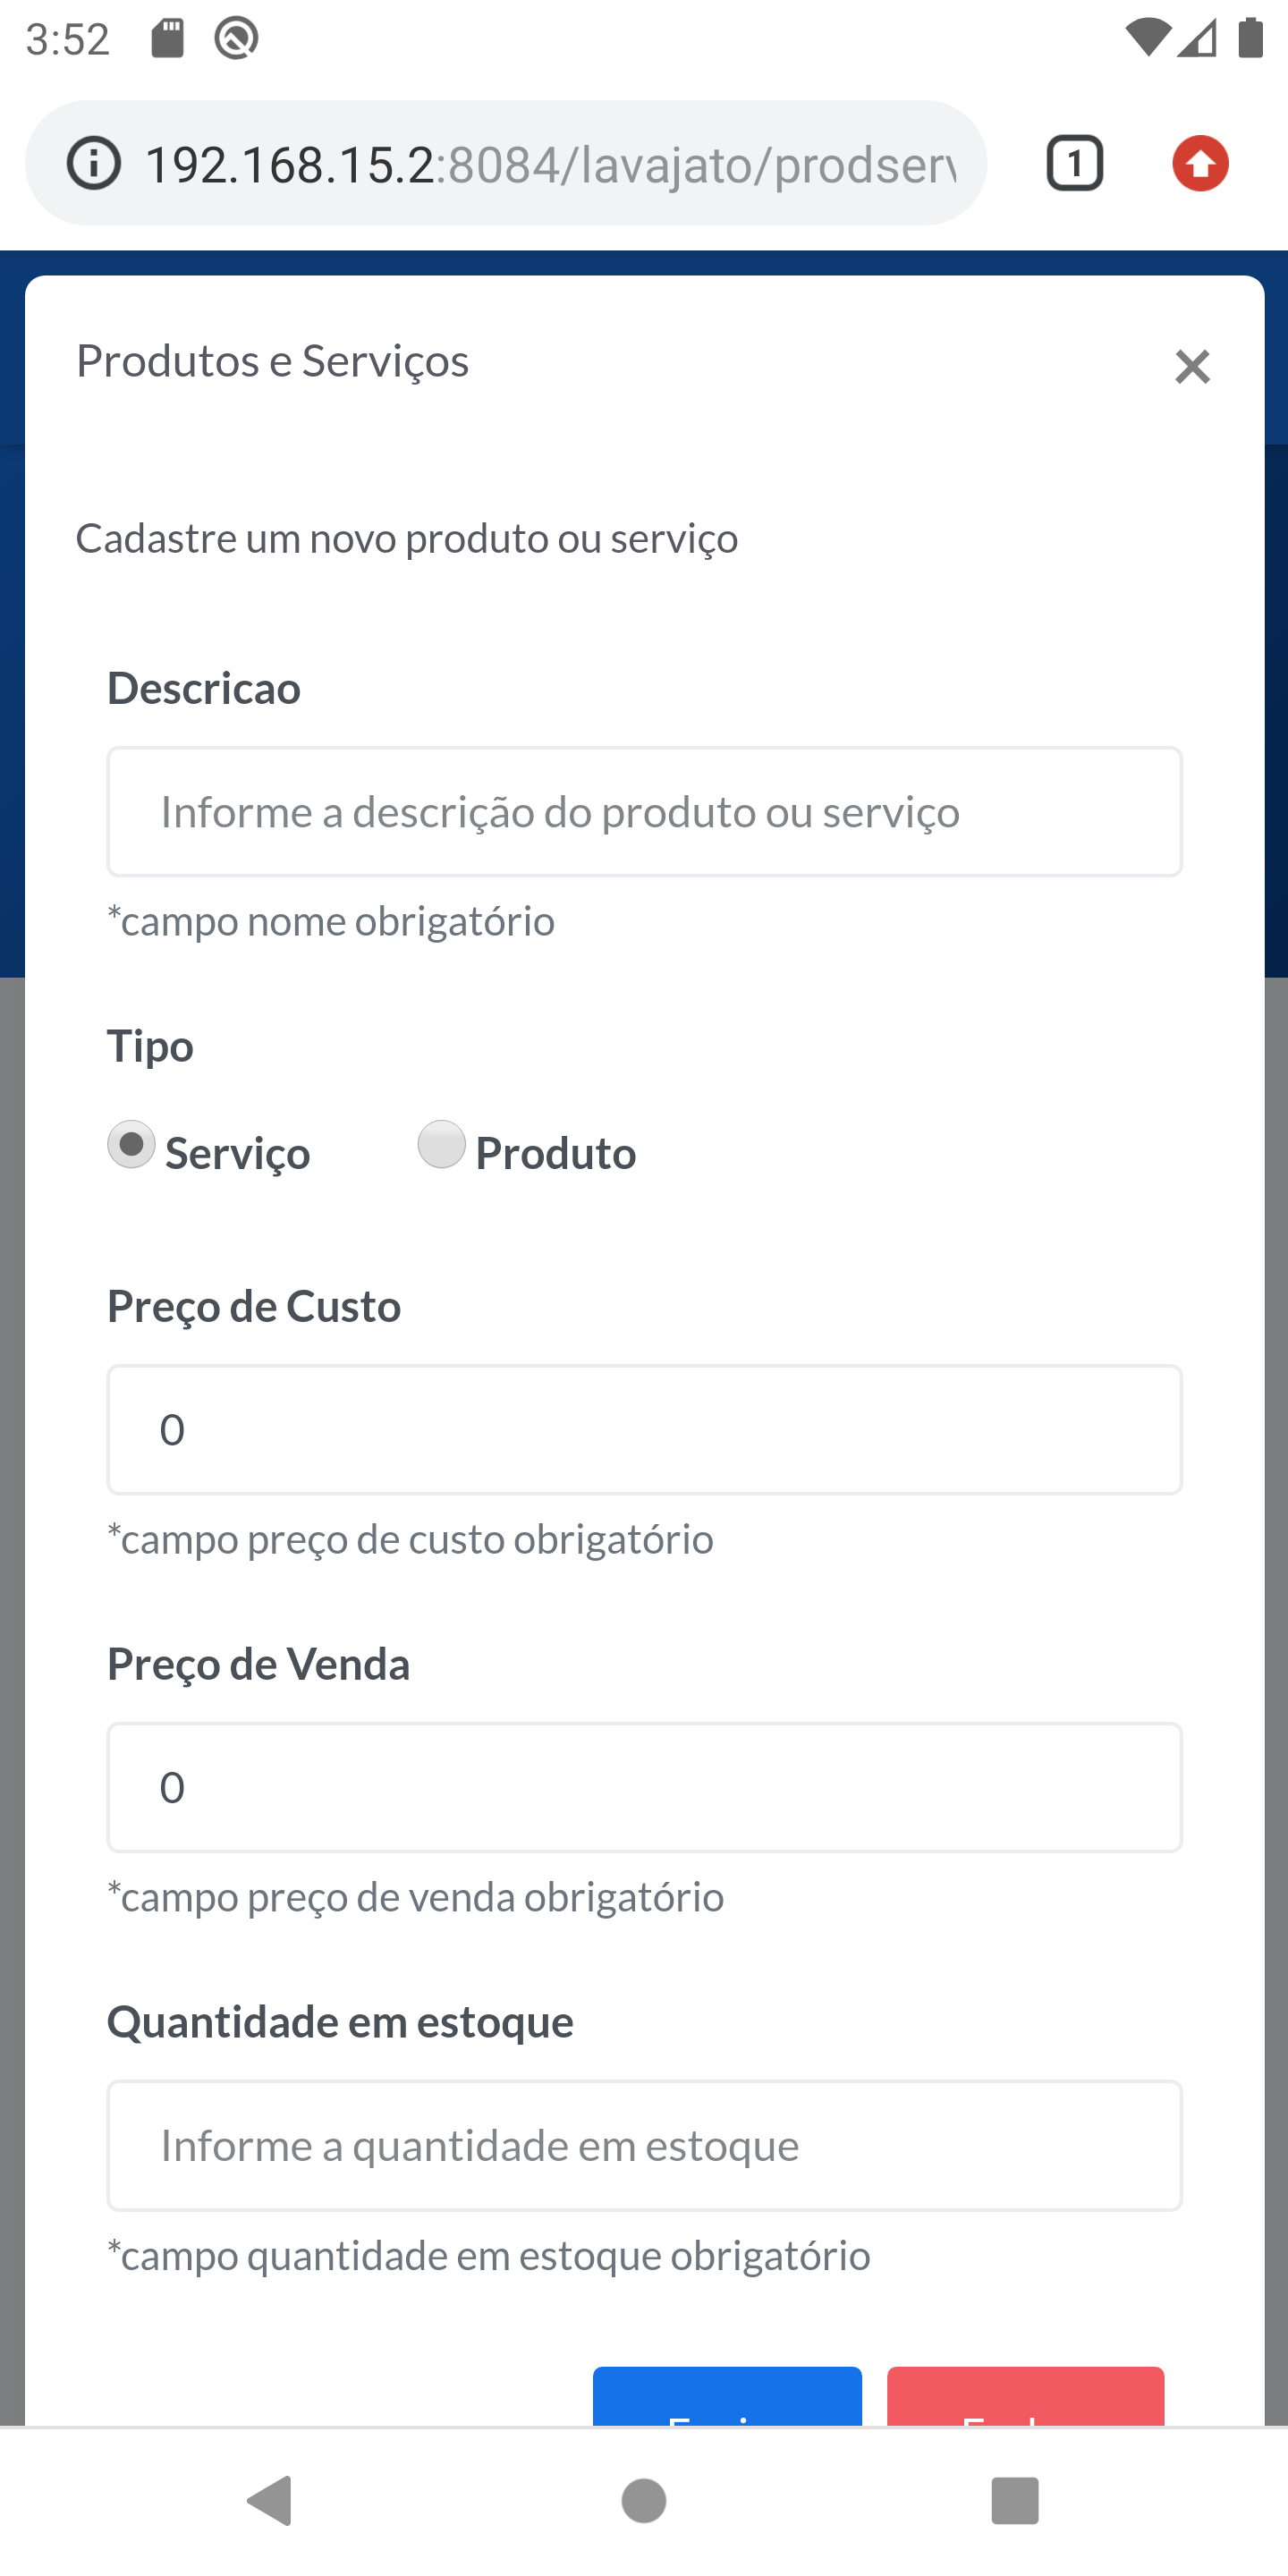 3:52
192.168.15.2:8084/lavajato/prodserv
1
Produtos e Serviços
×
Cadastre um novo produto ou serviço
Descricao
Informe a descrição do produto ou serviço
*campo nome obrigatório
Tipo
Serviço Produto
Preço de Custo
0
*campo preço de custo obrigatório
Preço de Venda
0
*campo preço de venda obrigatório
Quantidade em estoque
Informe a quantidade em estoque
*campo quantidade em estoque obrigatório